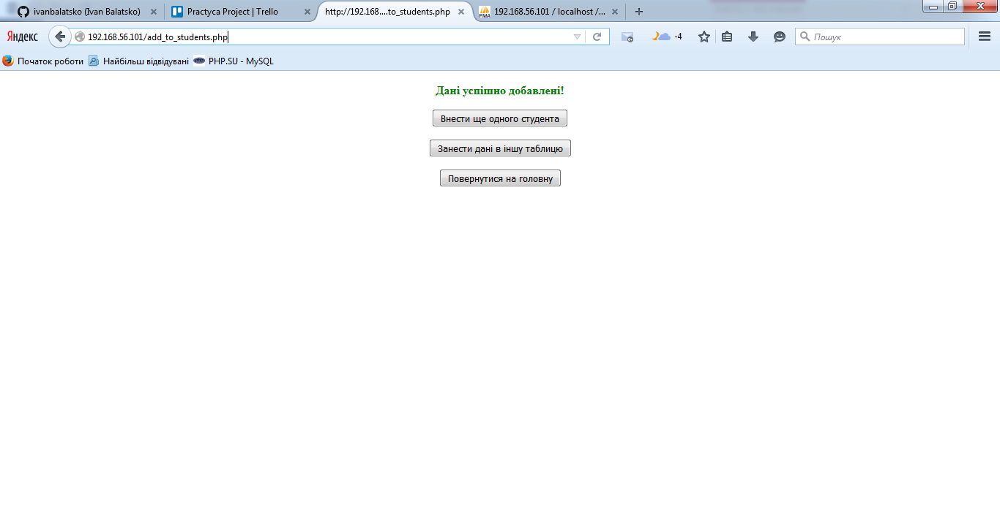 ivanbalatsko (Ivan Balatsko)
Practyca Project | Trello
http://192.168....to_students.php
PMA
192.168.56.101 / localhost /...
Яндекс
192.168.56.101/add_to_students.php
-4
Пошук
Початок роботи
Найбільш відвідувані
PHP.SU - MySQL
Дані успішно добавлені!
Внести ще одного студента
Занести дані в іншу таблицю
Повернутися на головну